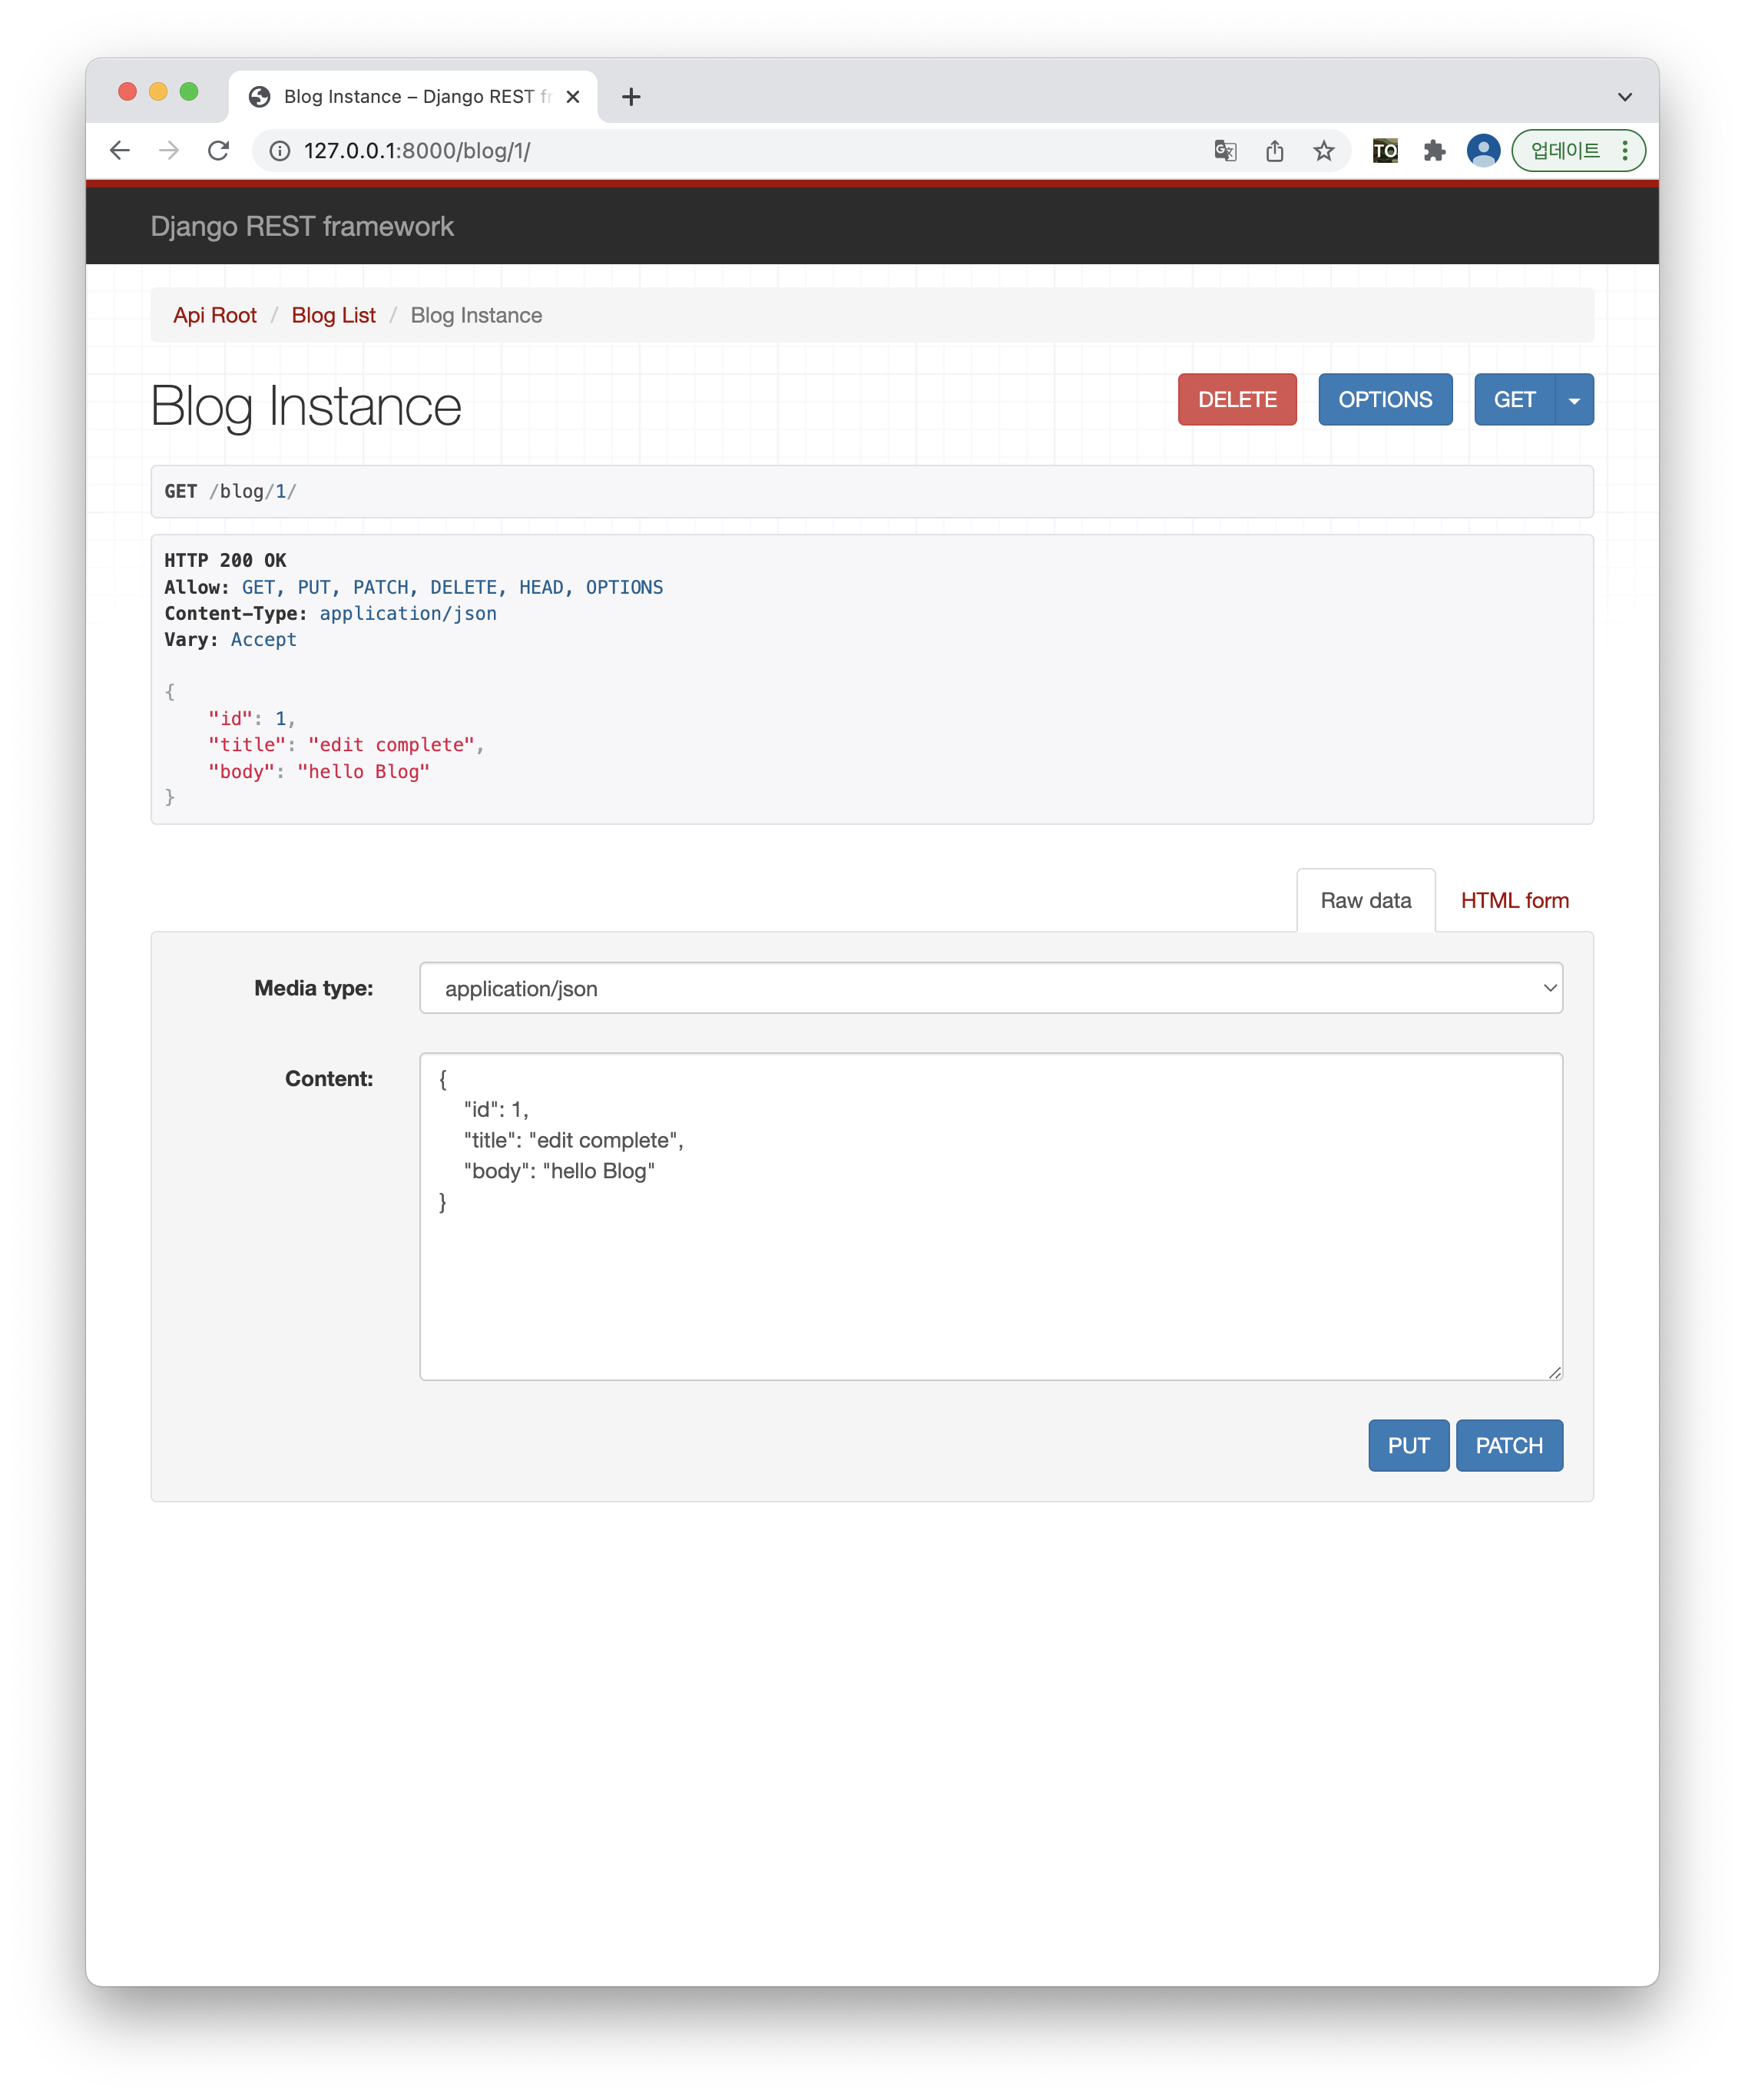 Blog Instance – Django REST fr
127.0.0.1:8000/blog/1/
TO
업데이트
Django REST framework
Api Root / Blog List / Blog Instance
Blog Instance
DELETE
OPTIONS
GET
GET /blog/1/
HTTP 200 OK
Allow: GET, PUT, PATCH, DELETE, HEAD, OPTIONS
Content-Type: application/json
Vary: Accept
{
"id": 1,
"title": "edit complete",
"body": "hello Blog"
}
Raw data
HTML form
Media type:
application/json
Content:
{
"id": 1,
"title": "edit complete",
"body": "hello Blog"
}
PUT
PATCH